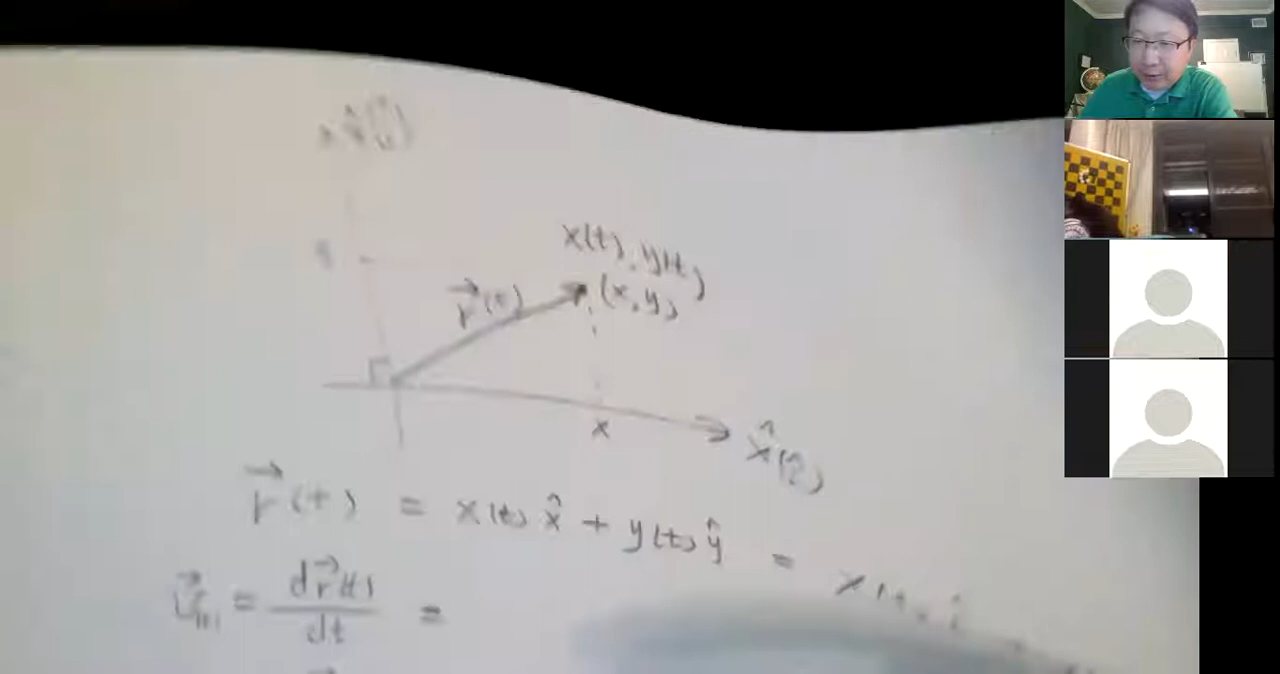 x(t), y(t)
(x, y)
r⃗(t)
x
x̂(î)
r⃗(t) = x(t) x̂ + y(t) ŷ = x(t) î
= dr⃗(t)/dt =